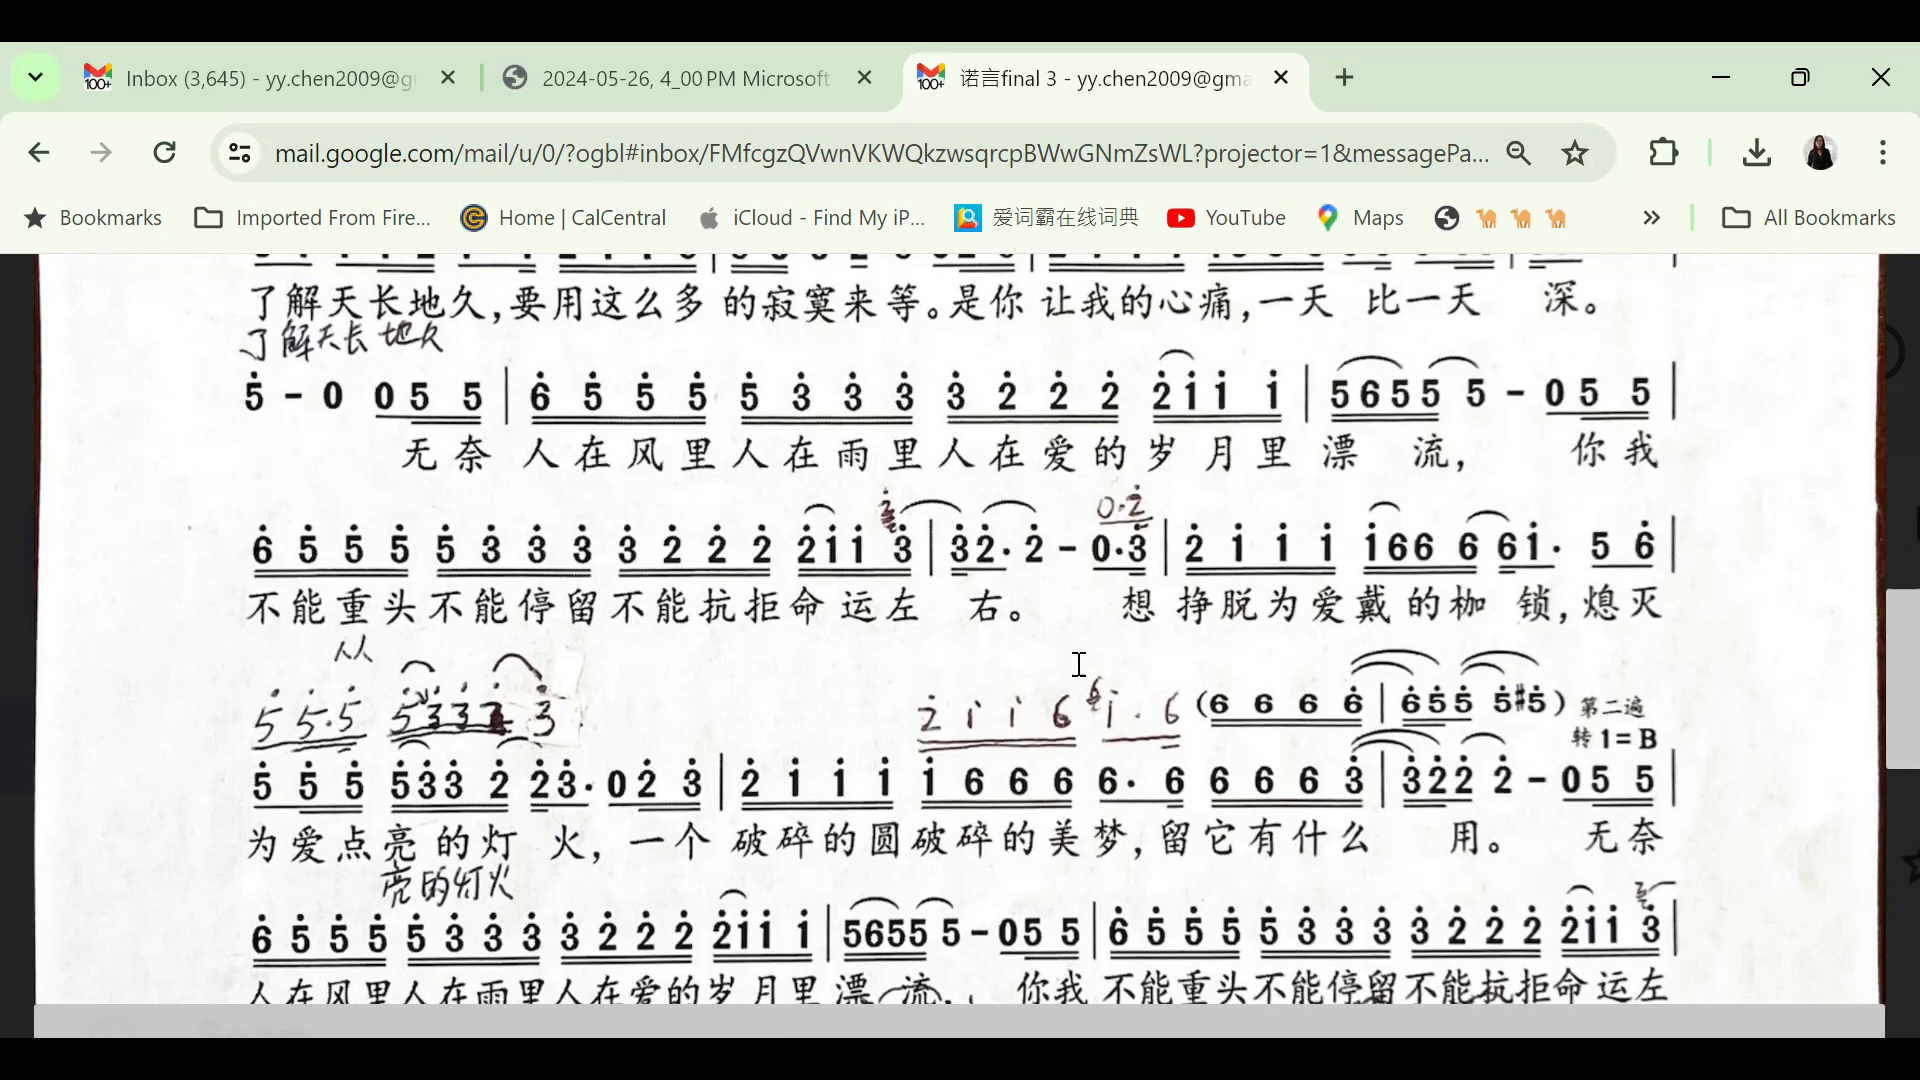 Inbox (3,645) - yy.chen2009@g
2024-05-26, 4_00 PM Microsoft
诺言final 3 - yy.chen2009@gma
mail.google.com/mail/u/0/?ogbl#inbox/FMfcgzQVwnVKWQkzwsqrcpBWwGNmZsWL?projector=1&messagePa...
Bookmarks
Imported From Fire...
Home | CalCentral
iCloud - Find My iP...
爱词霸在线词典
YouTube
Maps
All Bookmarks
了解天长地久,要用这么多 的寂寞来等。是你 让我的心痛,一天 比一天 深。
了解天长地久
5̇ - 0 0 5̇ 5̇ | 6̇ 5̇ 5̇ 5̇ 5̇ 3̇ 3̇ 3̇ 3̇ 2̇ 2̇ 2̇ 2̇ 1̇ 1̇ 1̇ | 5 6 5 5 5 - 0 5 5 |
无奈 人在风里人在雨里人在爱的岁月里漂 流, 你我
0·2̇
6̇ 5̇ 5̇ 5̇ 5̇ 3̇ 3̇ 3̇ 3̇ 2̇ 2̇ 2̇ 2̇ 1̇ 1̇ 3̇ | 3̇ 2̇· 2̇ - 0·3̇ | 2̇ 1̇ 1̇ 1̇ 1̇ 6 6 6 6 1̇· 5 6̇ |
不能重头不能停留不能抗拒命运左 右。 想 挣脱为爱戴的枷 锁,熄灭
从
5̇ 5̇·5̇
2̇ 1̇ 1̇ 6 1̇· 6 (6 6 6 6̇ | 6̇ 5̇ 5̇ 5̇ #5̇) 第二遍
转 1=B
5̇ 5̇ 5̇ 5̇ 3̇ 3̇ 2̇ 2̇ 3̇· 0 2̇ 3̇ | 2̇ 1̇ 1̇ 1̇ 1̇ 6 6 6 6· 6 6 6 6 3̇ | 3̇ 2̇ 2̇ 2̇ - 0 5̇ 5̇ |
为爱点亮的灯 火,一个 破碎的圆破碎的美梦,留它有什么 用。 无奈
亮的灯火
6̇ 5̇ 5̇ 5̇ 5̇ 3̇ 3̇ 3̇ 3̇ 2̇ 2̇ 2̇ 2̇ 1̇ 1̇ 1̇ | 5 6 5 5 5 - 0 5 5 | 6̇ 5̇ 5̇ 5̇ 5̇ 3̇ 3̇ 3̇ 3̇ 2̇ 2̇ 2̇ 2̇ 1̇ 1̇ 3̇ |
人在风里人在雨里人在爱的岁月里漂 流, 你我 不能重头不能停留不能抗拒命运左